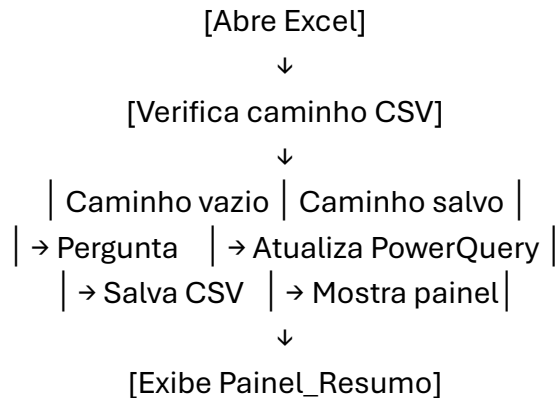 [Abre Excel]
↓
[Verifica caminho CSV]
↓
│ Caminho vazio │ Caminho salvo │
│ → Pergunta │ → Atualiza PowerQuery │
│ → Salva CSV │ → Mostra painel│
↓
[Exibe Painel_Resumo]